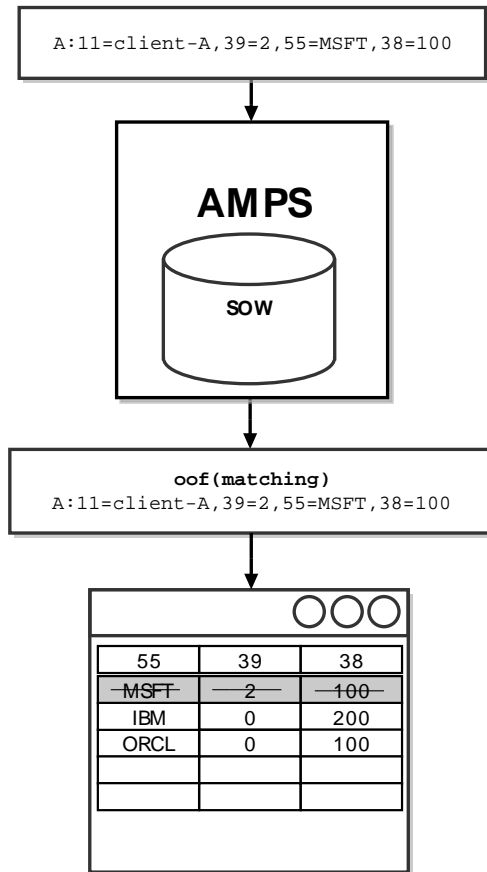 A:11=client-A,39=2,55=MSFT,38=100
AMPS
SOW
oof(matching)
A:11=client-A,39=2,55=MSFT,38=100
55 39 38
MSFT 2 100
IBM 0 200
ORCL 0 100